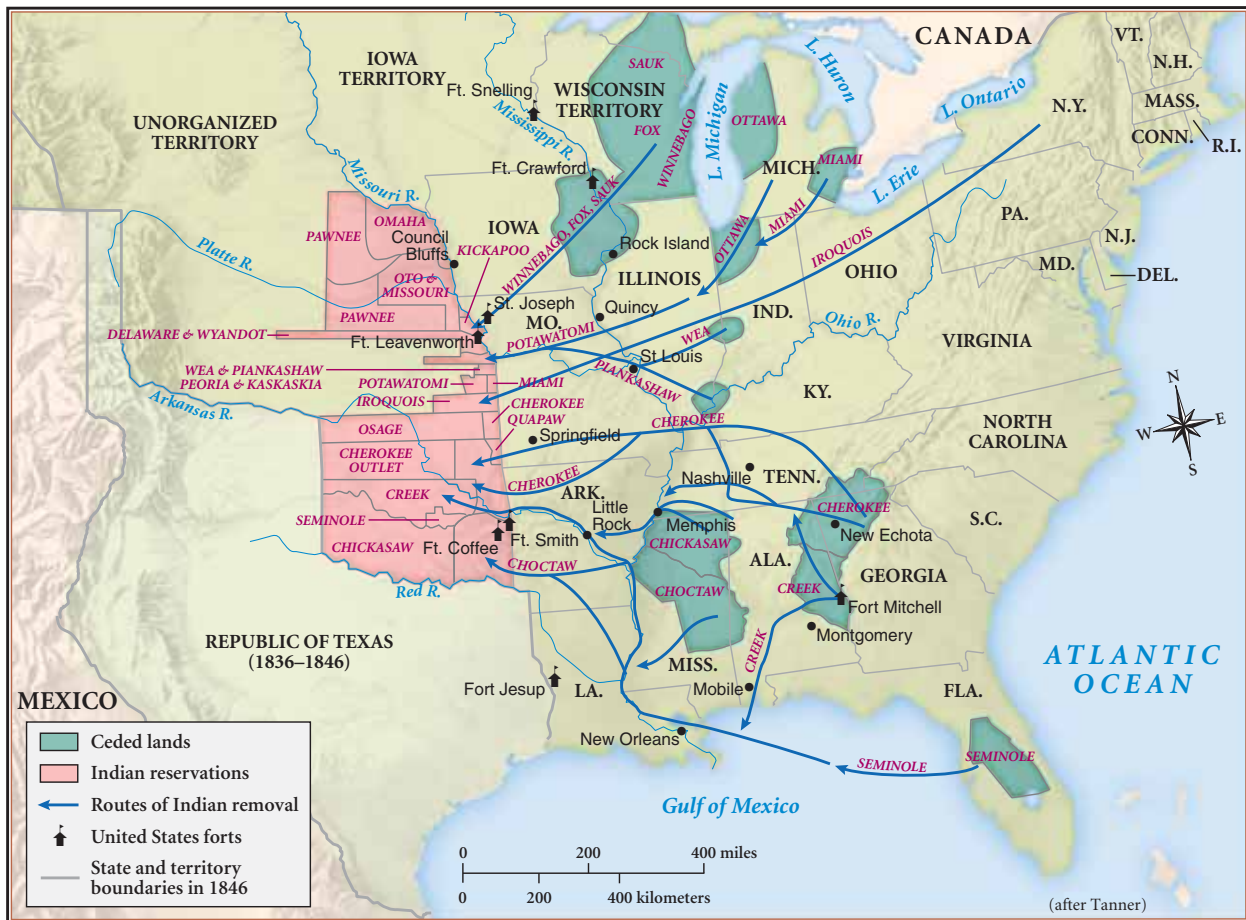 CANADA
VT.
N.H.
MASS.
CONN.
R.I.
N.Y.
L. Ontario
L. Huron
L. Erie
L. Michigan
IOWA
TERRITORY
Ft. Snelling
WISCONSIN
TERRITORY
SAUK
FOX
WINNEBAGO
OTTAWA
MICH.
MIAMI
UNORGANIZED
TERRITORY
Mississippi R.
Ft. Crawford
Missouri R.
WINNEBAGO, FOX, SAUK
OTTAWA
MIAMI
IROQUOIS
PA.
N.J.
MD.
DEL.
OMAHA
PAWNEE
Council
Bluffs
IOWA
KICKAPOO
Rock Island
ILLINOIS
OHIO
Platte R.
OTO &
MISSOURI
PAWNEE
St. Joseph
MO.
Quincy
IND.
Ohio R.
VIRGINIA
DELAWARE & WYANDOT
Ft. Leavenworth
POTAWATOMI
WEA
St Louis
PIANKASHAW
KY.
WEA & PIANKASHAW
PEORIA & KASKASKIA
POTAWATOMI
MIAMI
IROQUOIS
CHEROKEE
QUAPAW
Arkansas R.
OSAGE
CHEROKEE
OUTLET
Springfield
CHEROKEE
CHEROKEE
NORTH
CAROLINA
N
W
E
S
Nashville
TENN.
CREEK
ARK.
Little
Rock
Memphis
CHEROKEE
New Echota
S.C.
SEMINOLE
CHICKASAW
Ft. Coffee
Ft. Smith
CHICKASAW
CHOCTAW
CHOCTAW
ALA.
GEORGIA
CREEK
Fort Mitchell
Red R.
Montgomery
REPUBLIC OF TEXAS
(1836–1846)
MISS.
CREEK
ATLANTIC
OCEAN
MEXICO
Fort Jesup
LA.
Mobile
FLA.
New Orleans
SEMINOLE
SEMINOLE
Gulf of Mexico
Ceded lands
Indian reservations
Routes of Indian removal
United States forts
State and territory
boundaries in 1846
0 200 400 miles
0 200 400 kilometers
(after Tanner)